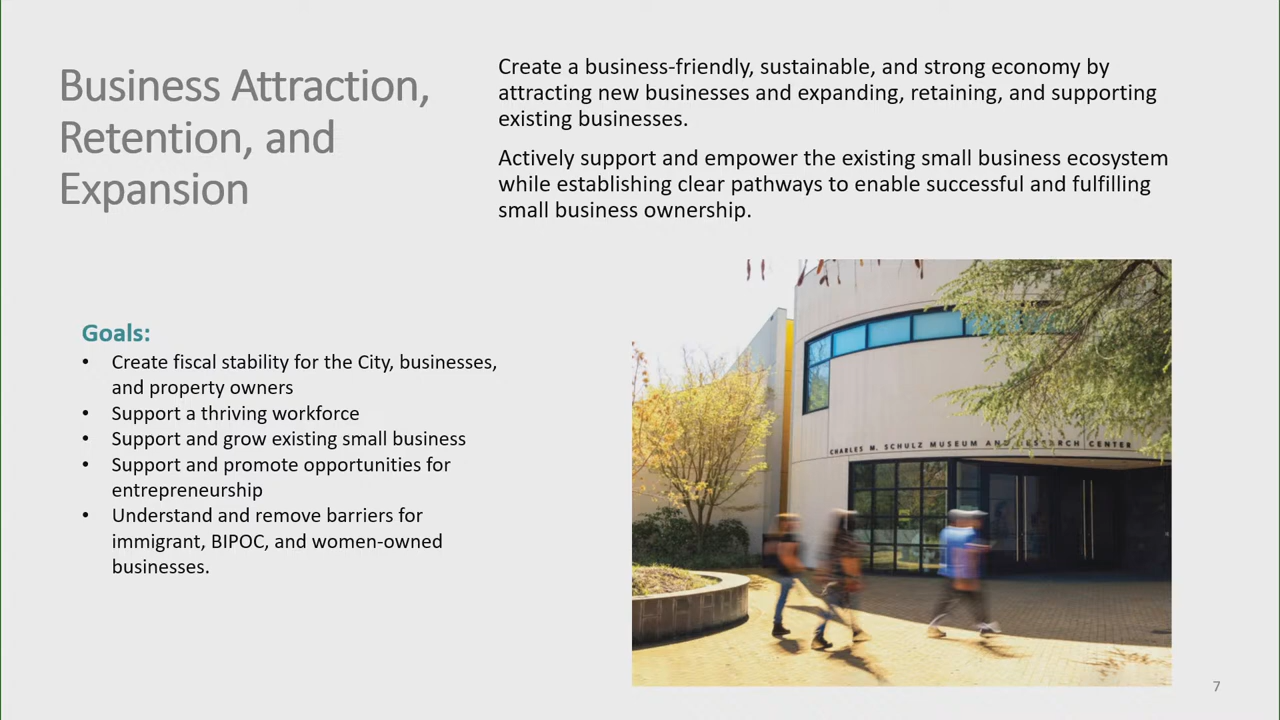 Business Attraction,
Retention, and
Expansion
Create a business-friendly, sustainable, and strong economy by
attracting new businesses and expanding, retaining, and supporting
existing businesses.
Actively support and empower the existing small business ecosystem
while establishing clear pathways to enable successful and fulfilling
small business ownership.
Goals:
• Create fiscal stability for the City, businesses,
and property owners
• Support a thriving workforce
• Support and grow existing small business
• Support and promote opportunities for
entrepreneurship
• Understand and remove barriers for
immigrant, BIPOC, and women-owned
businesses.
CHARLES M. SCHULZ MUSEUM AND RESEARCH CENTER
7